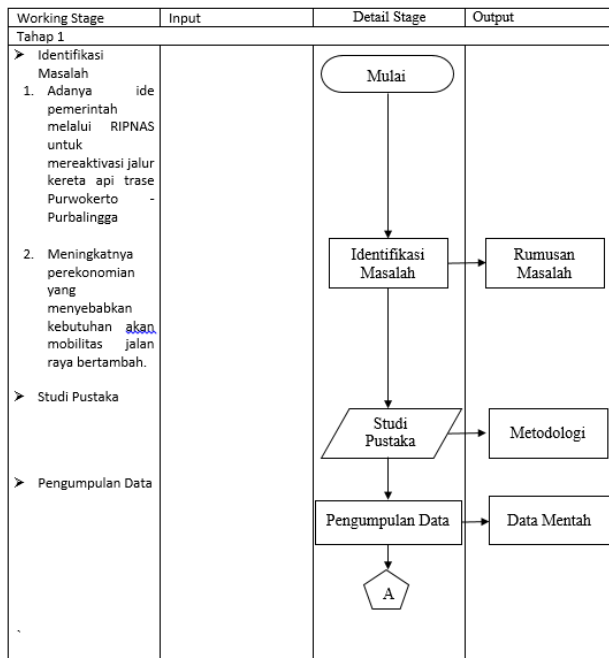 Working Stage
Input
Detail Stage
Output
Tahap 1
➤ Identifikasi
Masalah
1. Adanya ide
pemerintah
melalui RIPNAS
untuk
mereaktivasi jalur
kereta api trase
Purwokerto -
Purbalingga
2. Meningkatnya
perekonomian
yang
menyebabkan
kebutuhan akan
mobilitas jalan
raya bertambah.
➤ Studi Pustaka
➤ Pengumpulan Data
`
Mulai
Identifikasi
Masalah
Rumusan
Masalah
Studi
Pustaka
Metodologi
Pengumpulan Data
Data Mentah
A